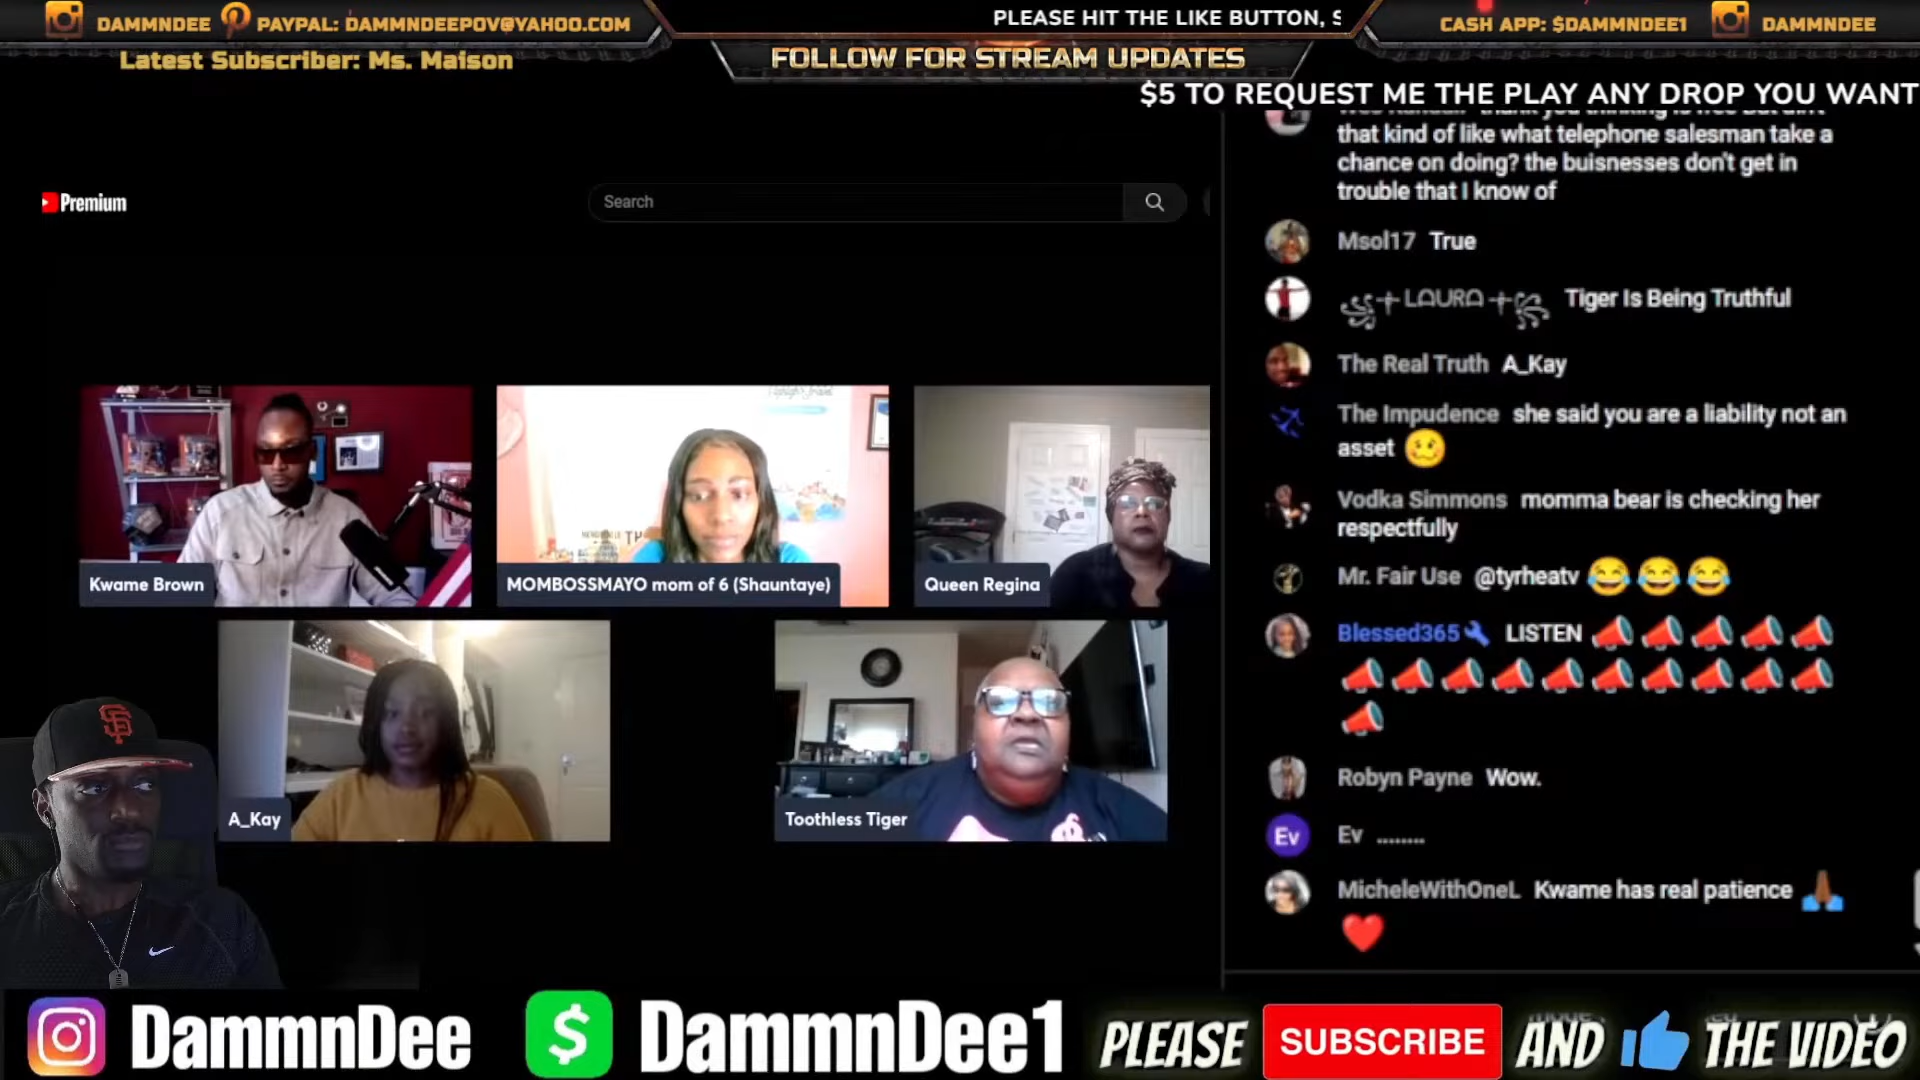 DAMMNDEE
PAYPAL: DAMMNDEEPOV@YAHOO.COM
PLEASE HIT THE LIKE BUTTON, S
CASH APP: $DAMMNDEE1
DAMMNDEE
Latest Subscriber: Ms. Maison
FOLLOW FOR STREAM UPDATES
$5 TO REQUEST ME THE PLAY ANY DROP YOU WANT
Premium
Search
that kind of like what telephone salesman take a
chance on doing? the buisnesses don't get in
trouble that I know of
Msol17 True
LAURA Tiger Is Being Truthful
The Real Truth A_Kay
The Impudence she said you are a liability not an
asset 🥴
Vodka Simmons momma bear is checking her
respectfully
Mr. Fair Use @tyrheatv 😂😂😂
Blessed365 LISTEN 📣📣📣📣📣
📣📣📣📣📣📣📣📣📣📣
📣
Robyn Payne Wow.
Ev
Ev ........
MicheleWithOneL Kwame has real patience 🙏🏾
❤️
Kwame Brown
MOMBOSSMAYO mom of 6 (Shauntaye)
Queen Regina
A_Kay
Toothless Tiger
SF
DammnDee
$
DammnDee1
PLEASE
SUBSCRIBE
AND
THE VIDEO